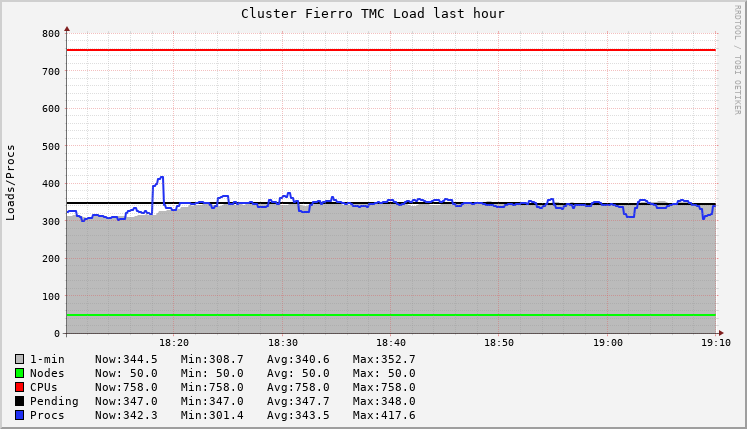 Cluster Fierro TMC Load last hour
RRDTOOL / TOBI OETIKER
Loads/Procs
800
700
600
500
400
300
200
100
0
18:20 18:30 18:40 18:50 19:00 19:10
1-min Now:344.5 Min:308.7 Avg:340.6 Max:352.7
Nodes Now: 50.0 Min: 50.0 Avg: 50.0 Max: 50.0
CPUs Now:758.0 Min:758.0 Avg:758.0 Max:758.0
Pending Now:347.0 Min:347.0 Avg:347.7 Max:348.0
Procs Now:342.3 Min:301.4 Avg:343.5 Max:417.6